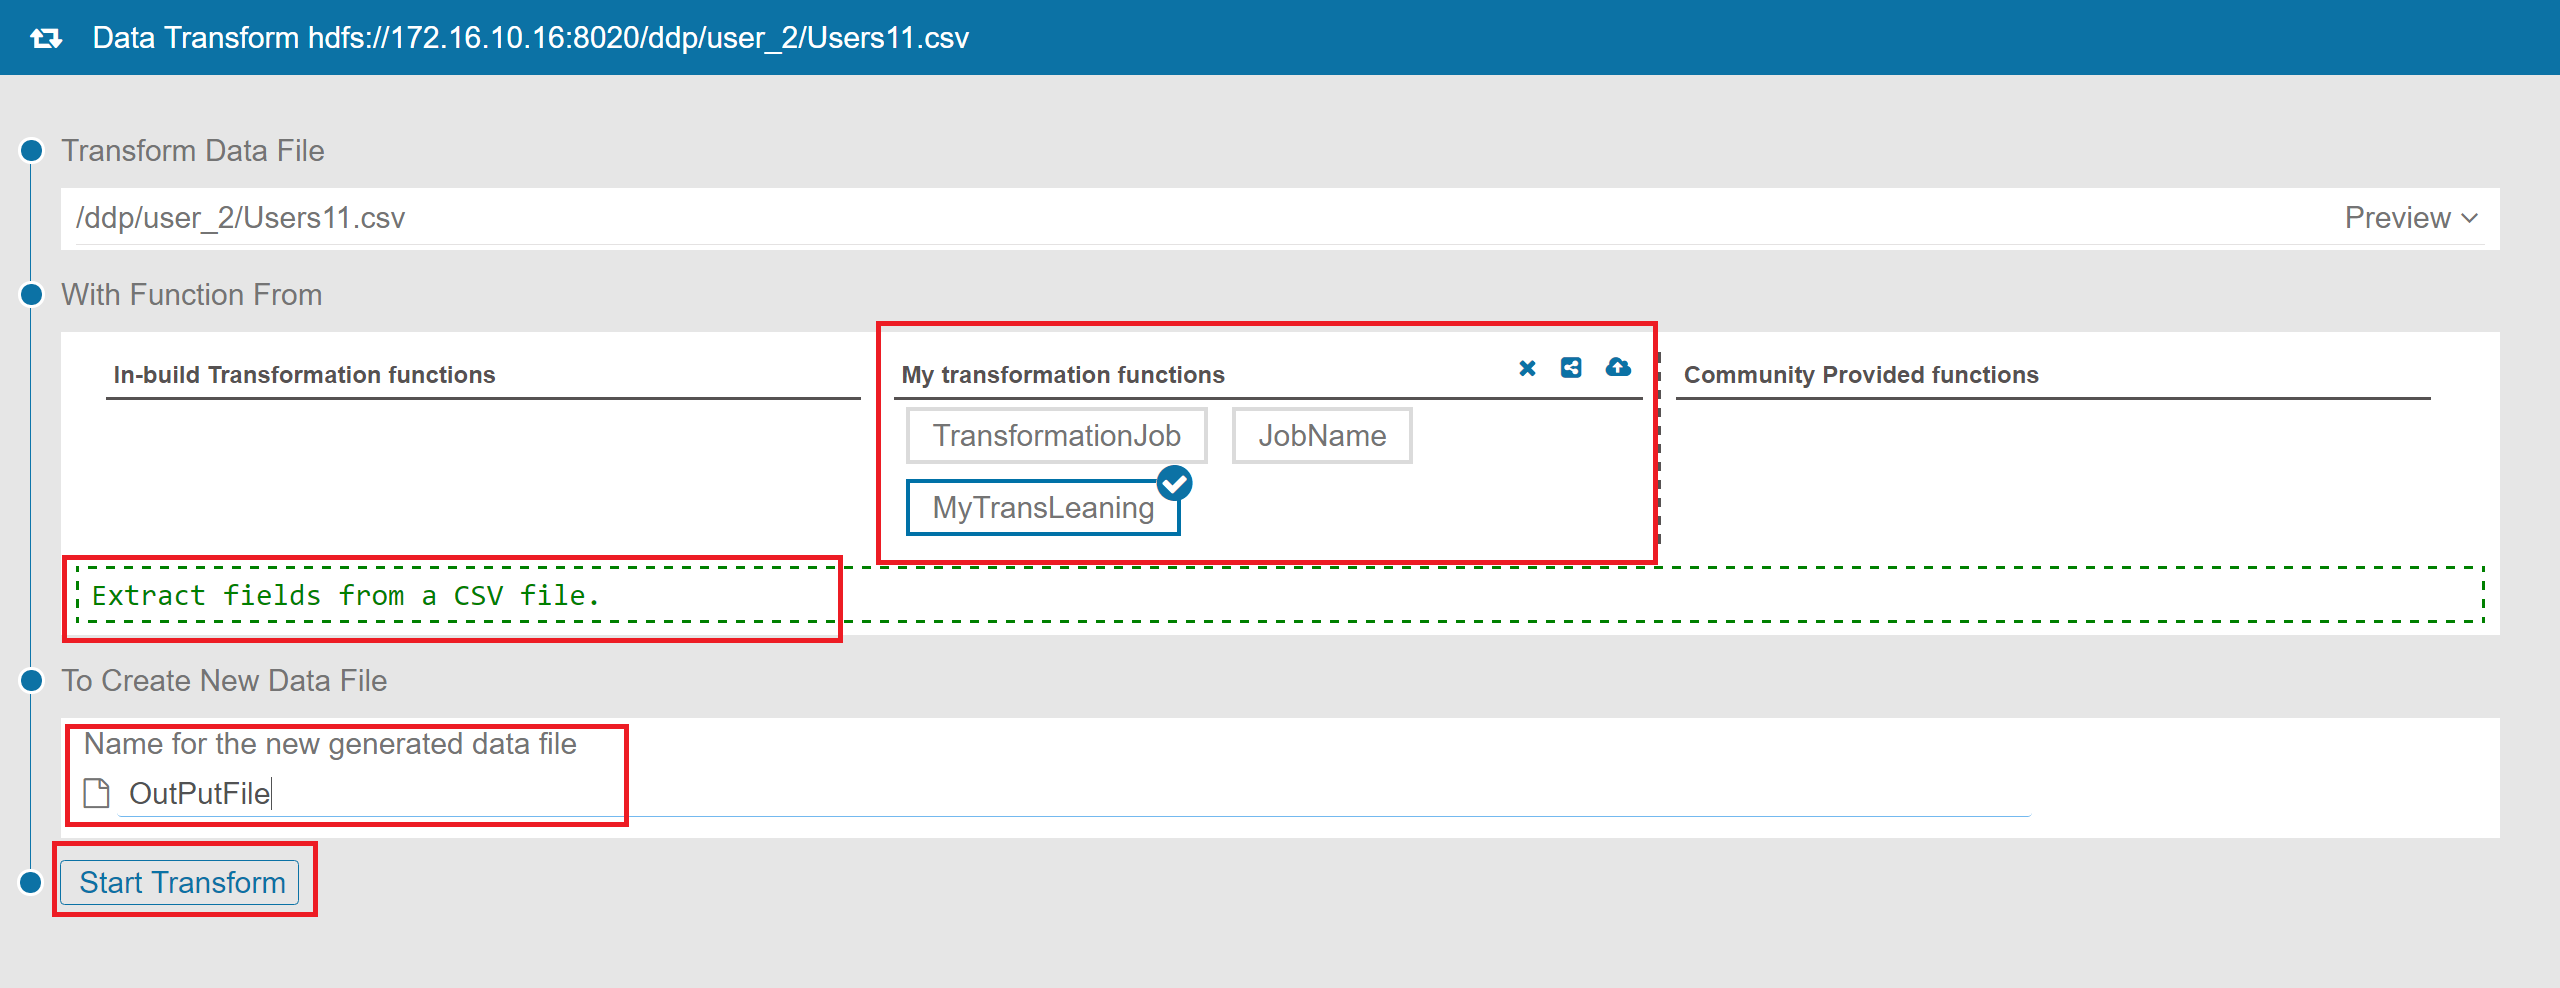 Data Transform hdfs://172.16.10.16:8020/ddp/user_2/Users11.csv
Transform Data File
/ddp/user_2/Users11.csv
Preview
With Function From
In-build Transformation functions
My transformation functions
TransformationJob
JobName
MyTransLeaning
Community Provided functions
Extract fields from a CSV file.
To Create New Data File
Name for the new generated data file
OutPutFile
Start Transform